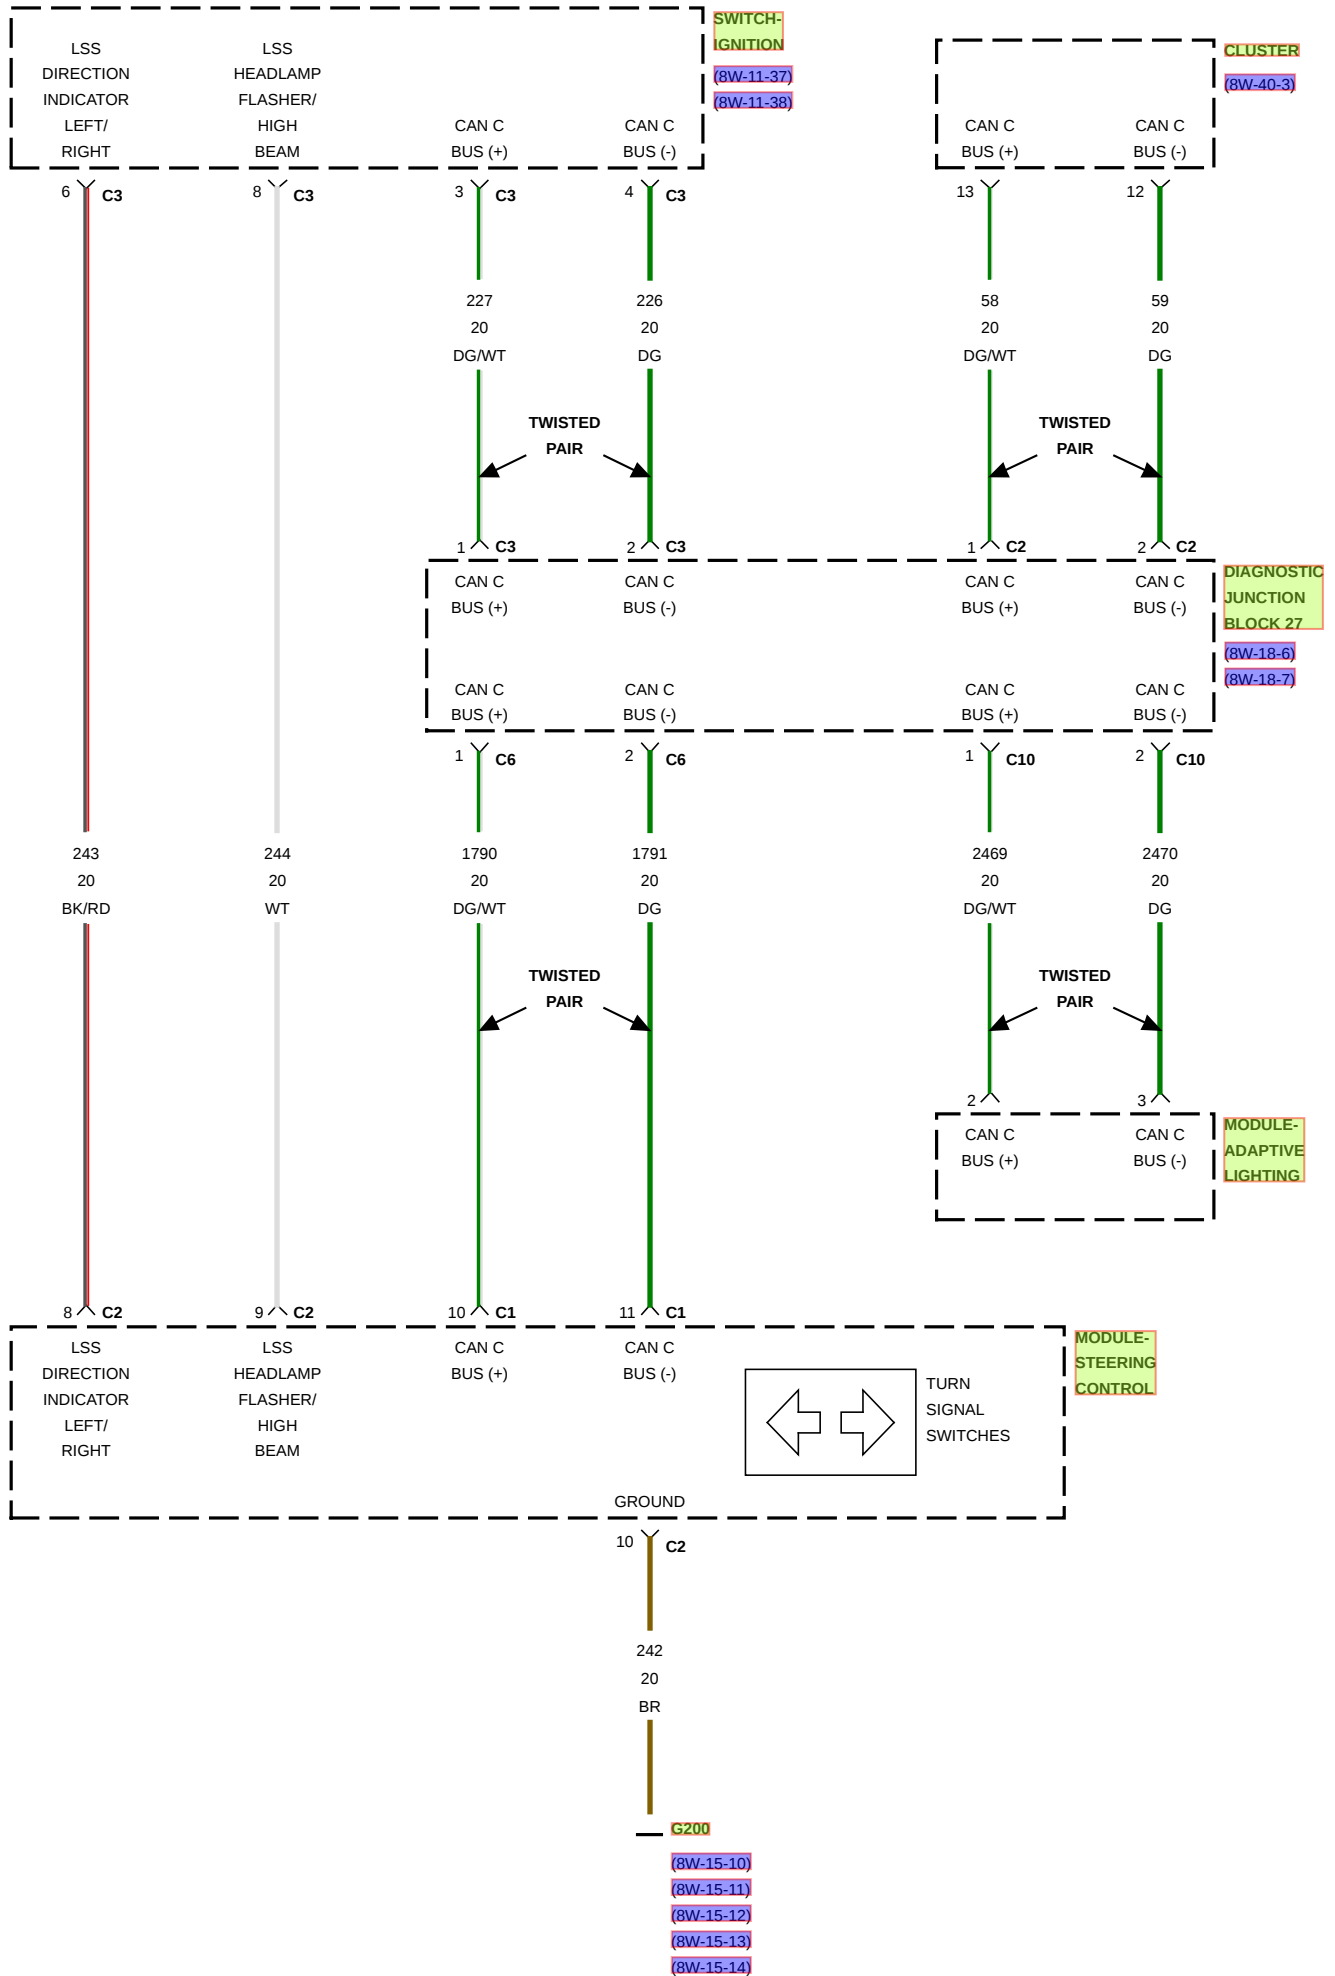 SWITCH-
IGNITION
(8W-11-37)
(8W-11-38)
CLUSTER
(8W-40-3)
LSS
DIRECTION
INDICATOR
LEFT/
RIGHT
LSS
HEADLAMP
FLASHER/
HIGH
BEAM
CAN C
BUS (+)
CAN C
BUS (-)
CAN C
BUS (+)
CAN C
BUS (-)
6 C3
8 C3
3 C3
4 C3
13
12
227
20
DG/WT
226
20
DG
58
20
DG/WT
59
20
DG
TWISTED
PAIR
TWISTED
PAIR
1 C3
2 C3
1 C2
2 C2
DIAGNOSTIC
JUNCTION
BLOCK 27
(8W-18-6)
(8W-18-7)
CAN C
BUS (+)
CAN C
BUS (-)
CAN C
BUS (+)
CAN C
BUS (-)
CAN C
BUS (+)
CAN C
BUS (-)
CAN C
BUS (+)
CAN C
BUS (-)
1 C6
2 C6
1 C10
2 C10
243
20
BK/RD
244
20
WT
1790
20
DG/WT
1791
20
DG
2469
20
DG/WT
2470
20
DG
TWISTED
PAIR
TWISTED
PAIR
2
3
CAN C
BUS (+)
CAN C
BUS (-)
MODULE-
ADAPTIVE
LIGHTING
8 C2
9 C2
10 C1
11 C1
LSS
DIRECTION
INDICATOR
LEFT/
RIGHT
LSS
HEADLAMP
FLASHER/
HIGH
BEAM
CAN C
BUS (+)
CAN C
BUS (-)
TURN
SIGNAL
SWITCHES
MODULE-
STEERING
CONTROL
GROUND
10 C2
242
20
BR
G200
(8W-15-10)
(8W-15-11)
(8W-15-12)
(8W-15-13)
(8W-15-14)